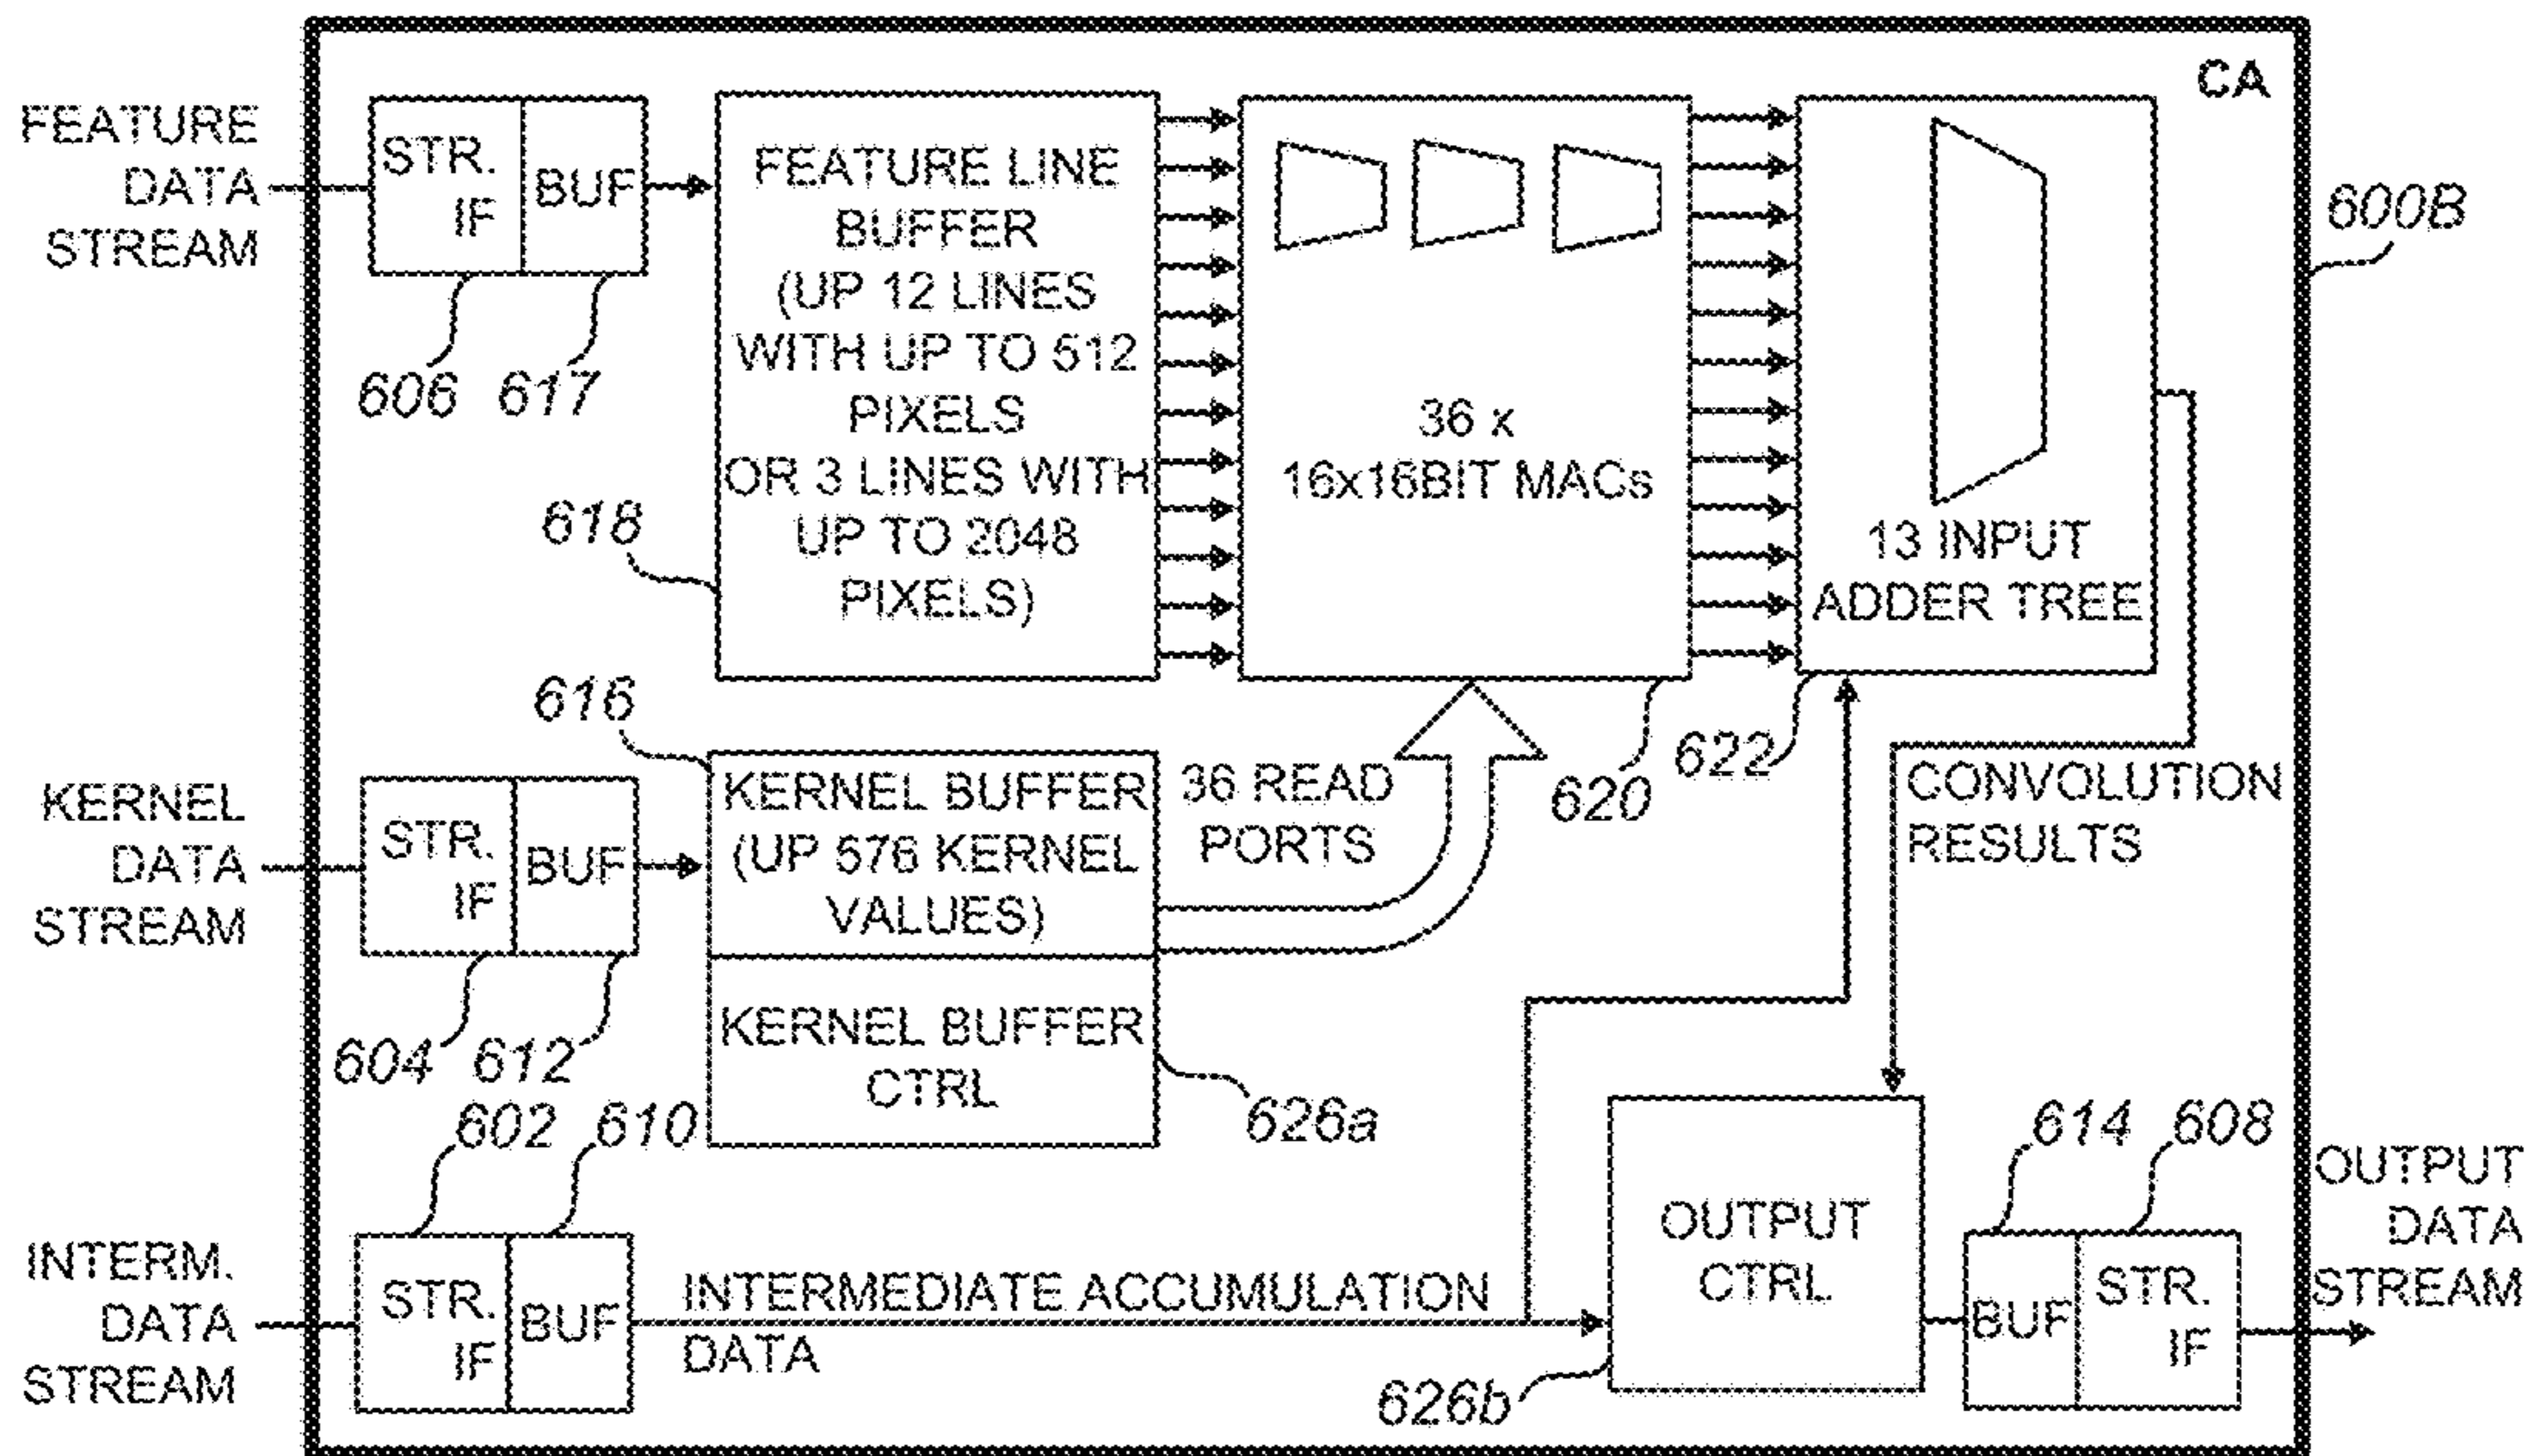 CA
FEATURE
DATA
STREAM
STR.
IF
BUF
606
617
FEATURE LINE
BUFFER
(UP 12 LINES
WITH UP TO 512
PIXELS
OR 3 LINES WITH
UP TO 2048
PIXELS)
618
36 x
16x16BIT MACs
620
13 INPUT
ADDER TREE
622
600B
KERNEL
DATA
STREAM
STR.
IF
BUF
604
612
616
KERNEL BUFFER
(UP 576 KERNEL
VALUES)
KERNEL BUFFER
CTRL
626a
36 READ
PORTS
CONVOLUTION
RESULTS
INTERM.
DATA
STREAM
602
610
STR.
IF
BUF
INTERMEDIATE ACCUMULATION
DATA
OUTPUT
CTRL
626b
614
608
BUF
STR.
IF
OUTPUT
DATA
STREAM